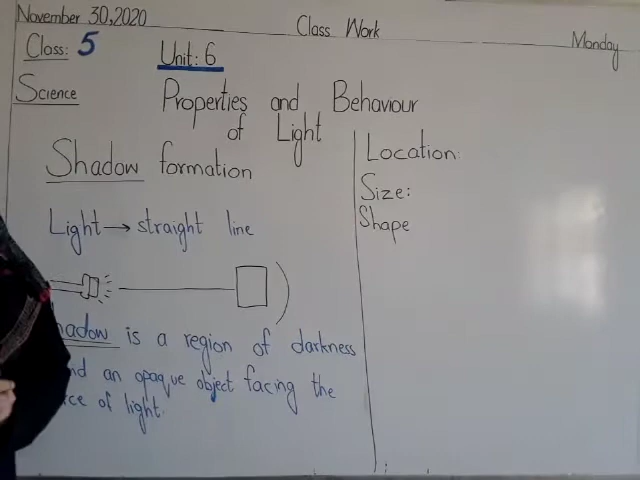 November 30,2020
Class Work
Monday
Class: 5
Unit: 6
Science
Properties and Behaviour
of Light
Shadow formation
Light → straight line
hadow is a region of darkness
nd an opaque object facing the
ce of light.
Location:
Size:
Shape